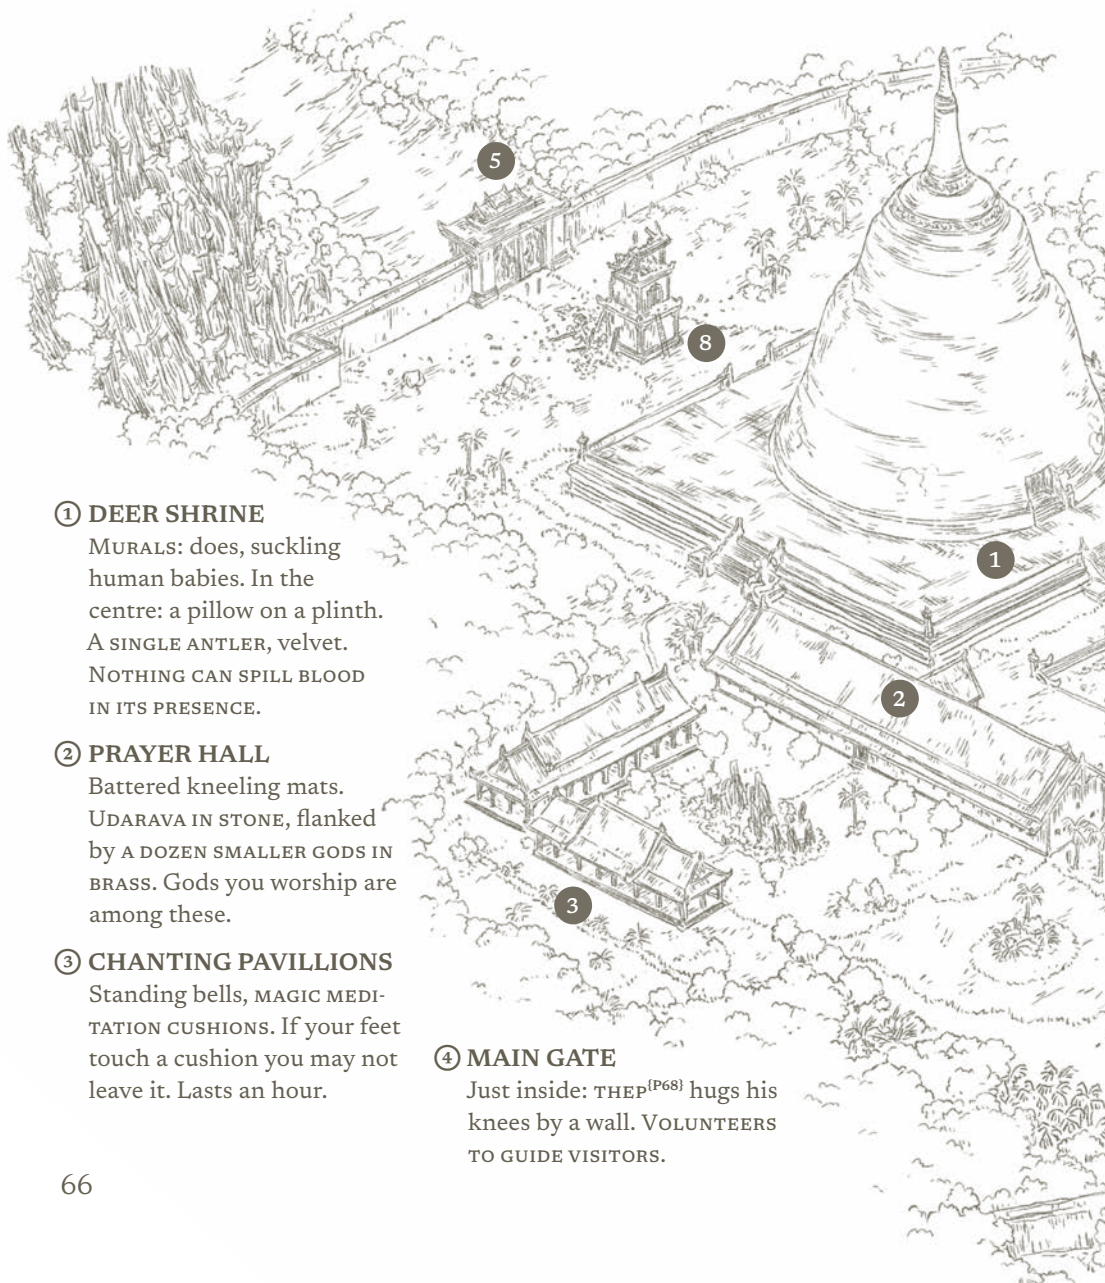 5
8
1
2
3
① DEER SHRINE
MURALS: does, suckling
human babies. In the
centre: a pillow on a plinth.
A SINGLE ANTLER, velvet.
NOTHING CAN SPILL BLOOD
IN ITS PRESENCE.
② PRAYER HALL
Battered kneeling mats.
UDARAVA IN STONE, flanked
by A DOZEN SMALLER GODS IN
BRASS. Gods you worship are
among these.
③ CHANTING PAVILLIONS
Standing bells, MAGIC MEDI-
TATION CUSHIONS. If your feet
touch a cushion you may not
leave it. Lasts an hour.
④ MAIN GATE
Just inside: THEP{P68} hugs his
knees by a wall. VOLUNTEERS
TO GUIDE VISITORS.
66